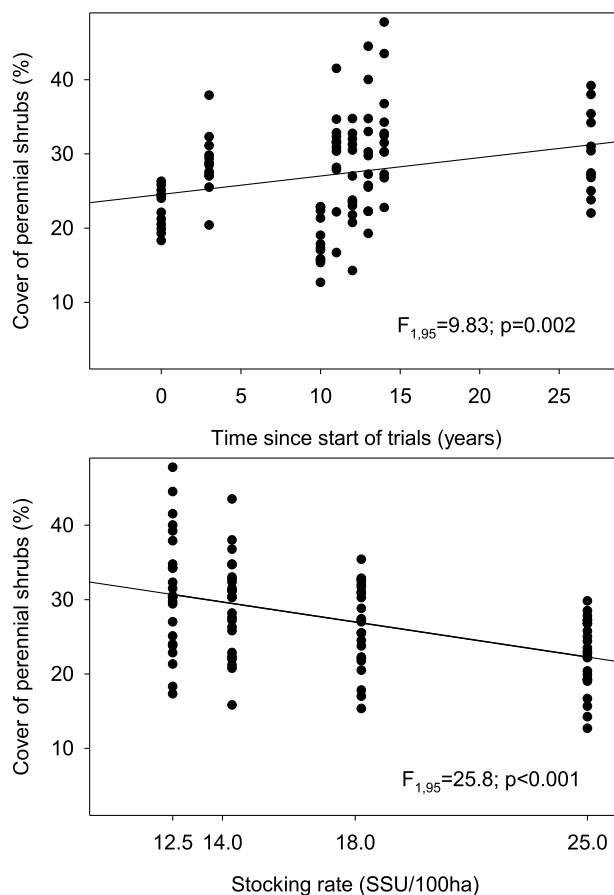 Cover of perennial shrubs (%)
40
30
20
10
F1,95=9.83; p=0.002
0 5 10 15 20 25
Time since start of trials (years)
Cover of perennial shrubs (%)
40
30
20
10
F1,95=25.8; p<0.001
12.5 14.0 18.0 25.0
Stocking rate (SSU/100ha)